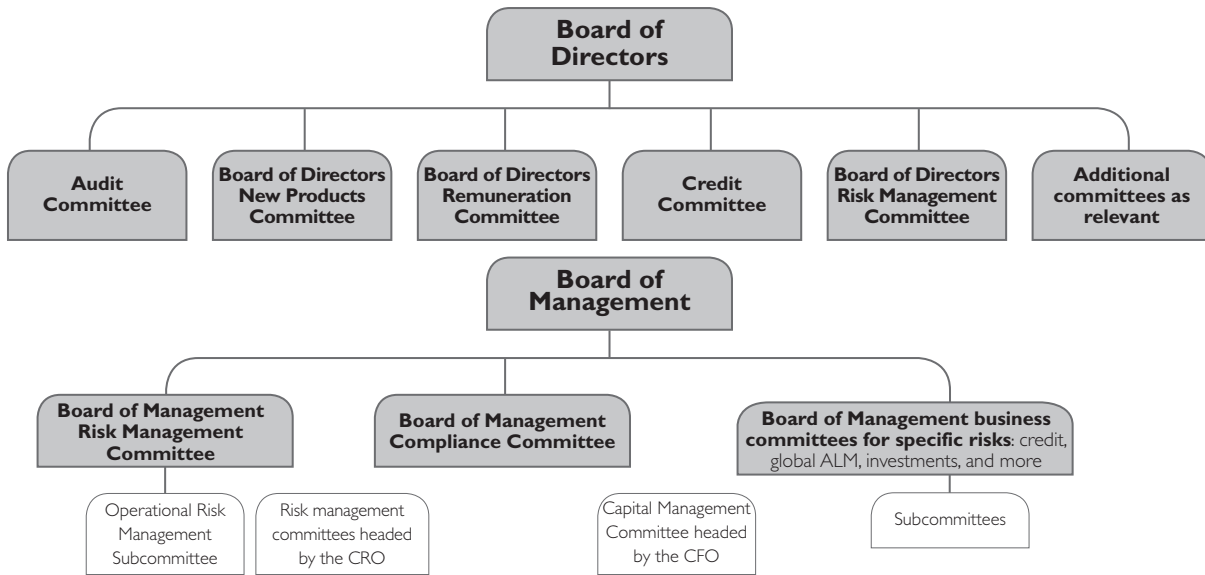 Board of
Directors
Audit
Committee
Board of Directors
New Products
Committee
Board of Directors
Remuneration
Committee
Credit
Committee
Board of Directors
Risk Management
Committee
Additional
committees as
relevant
Board of
Management
Board of Management
Risk Management
Committee
Board of Management
Compliance Committee
Board of Management business
committees for specific risks: credit,
global ALM, investments, and more
Operational Risk
Management
Subcommittee
Risk management
committees headed
by the CRO
Capital Management
Committee headed
by the CFO
Subcommittees